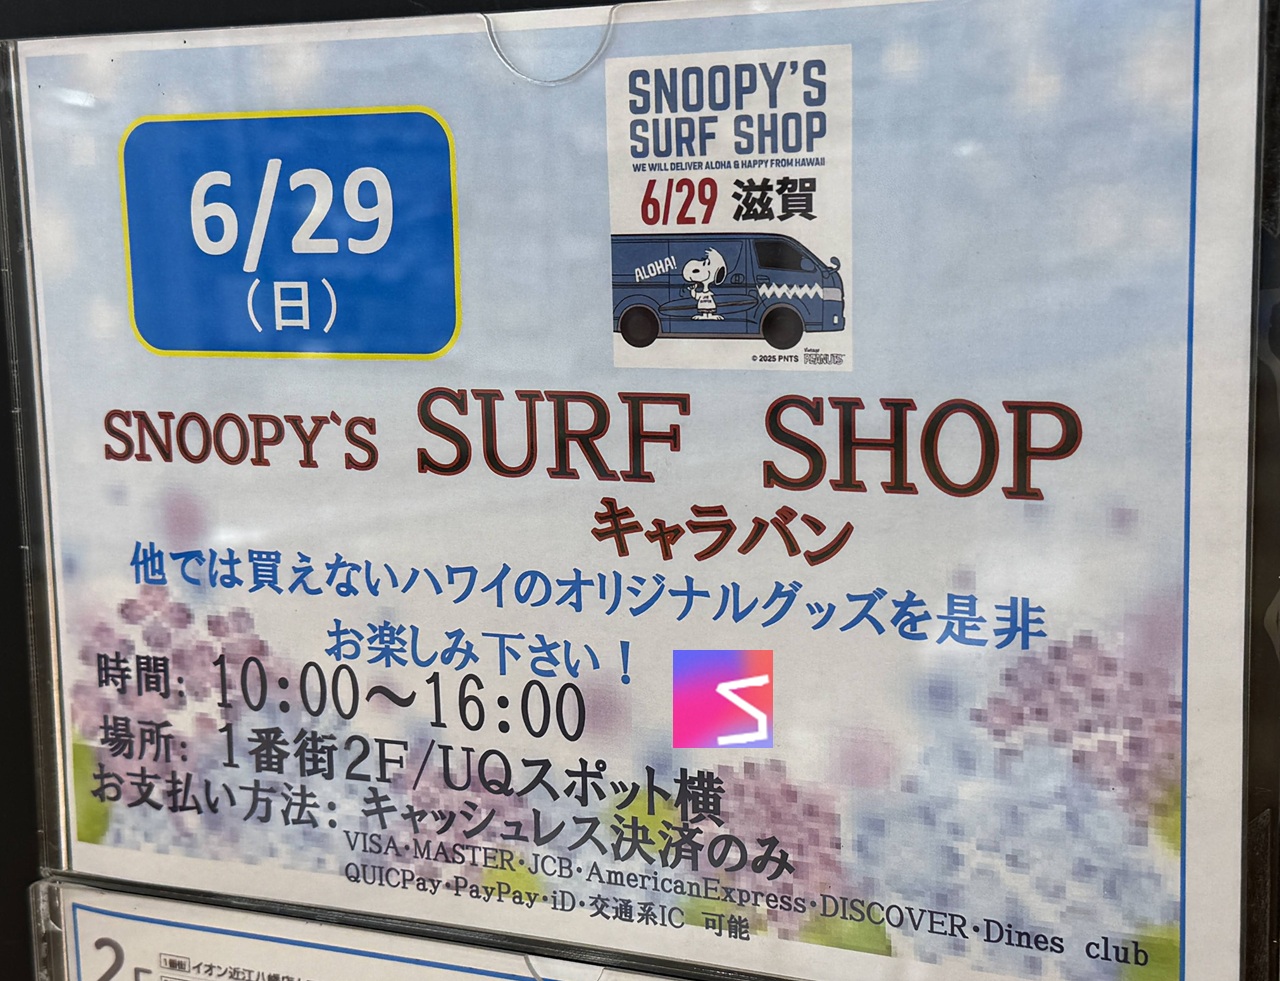 SNOOPY'S
SURF SHOP
WE WILL DELIVER ALOHA & HAPPY FROM HAWAII
6/29 滋賀
ALOHA!
© 2025 PNTS
PEANUTS
6/29
(日)
SNOOPY`S SURF SHOP
キャラバン
他では買えないハワイのオリジナルグッズを是非
お楽しみ下さい！
時間: 10:00～16:00
場所: 1番街2F/UQスポット横
お支払い方法: キャッシュレス決済のみ
VISA・MASTER・JCB・AmericanExpress・DISCOVER・Dines club
QUICPay・PayPay・iD・交通系IC 可能
1番街 イオン近江八幡店